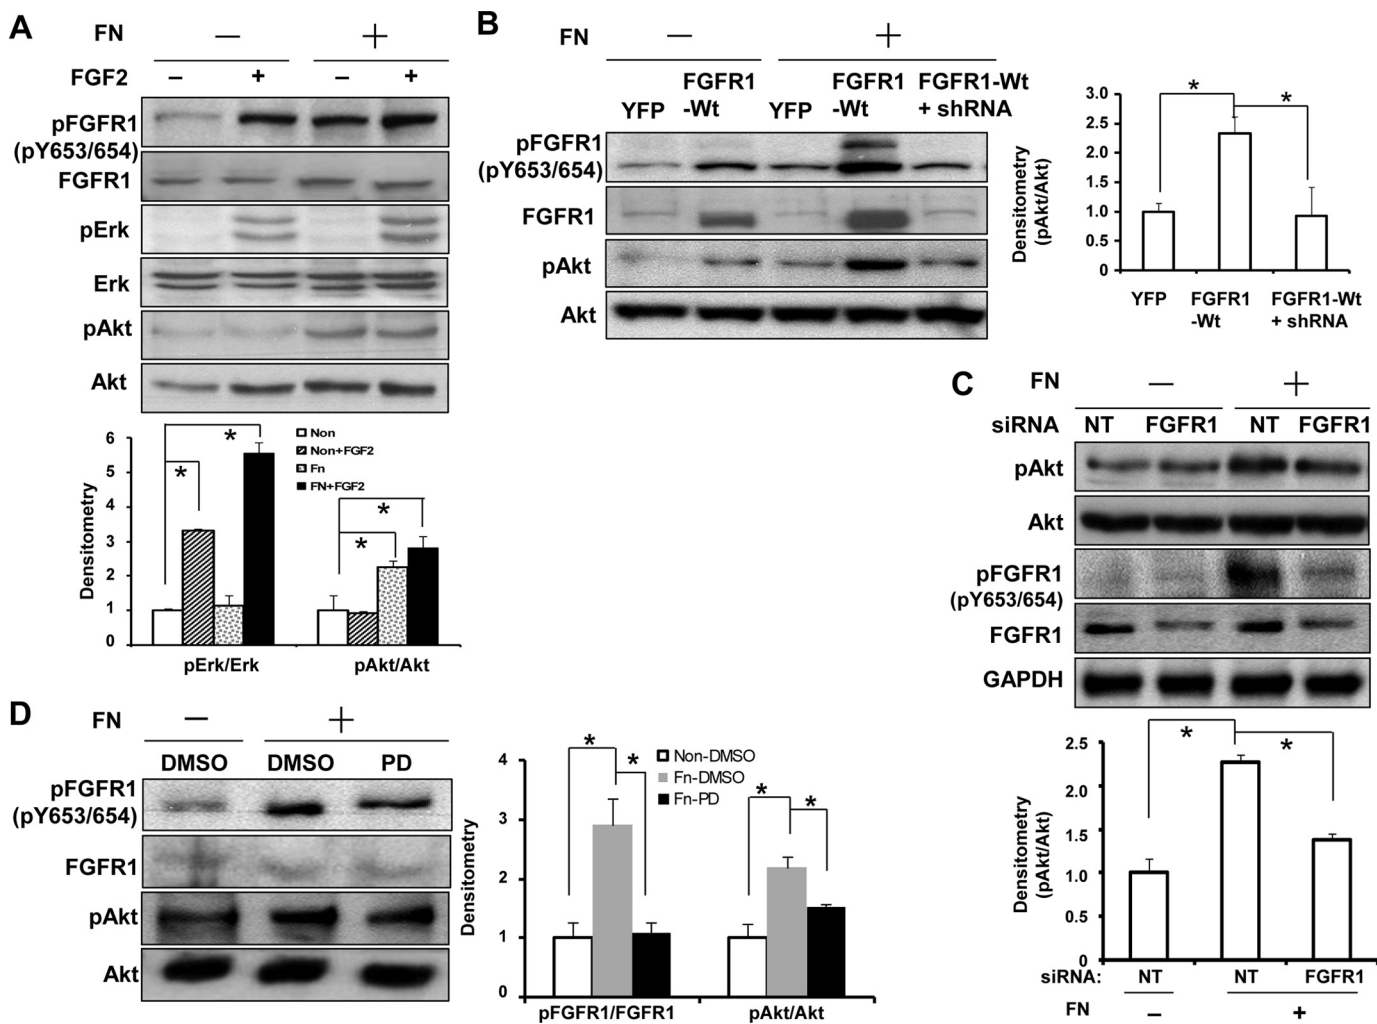 A
FN — +
FGF2 – + – +
pFGFR1
(pY653/654)
FGFR1
pErk
Erk
pAkt
Akt
Densitometry
6
5
4
3
2
1
0
* * * *
Non
Non+FGF2
Fn
FN+FGF2
pErk/Erk pAkt/Akt
B
FN — +
YFP FGFR1 YFP FGFR1 FGFR1-Wt
-Wt -Wt + shRNA
pFGFR1
(pY653/654)
FGFR1
pAkt
Akt
Densitometry
(pAkt/Akt)
3.0
2.5
2.0
1.5
1.0
0.5
0
* *
YFP FGFR1 FGFR1-Wt
-Wt + shRNA
C
FN — +
siRNA NT FGFR1 NT FGFR1
pAkt
Akt
pFGFR1
(pY653/654)
FGFR1
GAPDH
Densitometry
(pAkt/Akt)
2.5
2.0
1.5
1.0
0.5
0
* *
siRNA: NT NT FGFR1
FN – +
D
FN — +
DMSO DMSO PD
pFGFR1
(pY653/654)
FGFR1
pAkt
Akt
Densitometry
4
3
2
1
0
* * * *
Non-DMSO
Fn-DMSO
Fn-PD
pFGFR1/FGFR1 pAkt/Akt